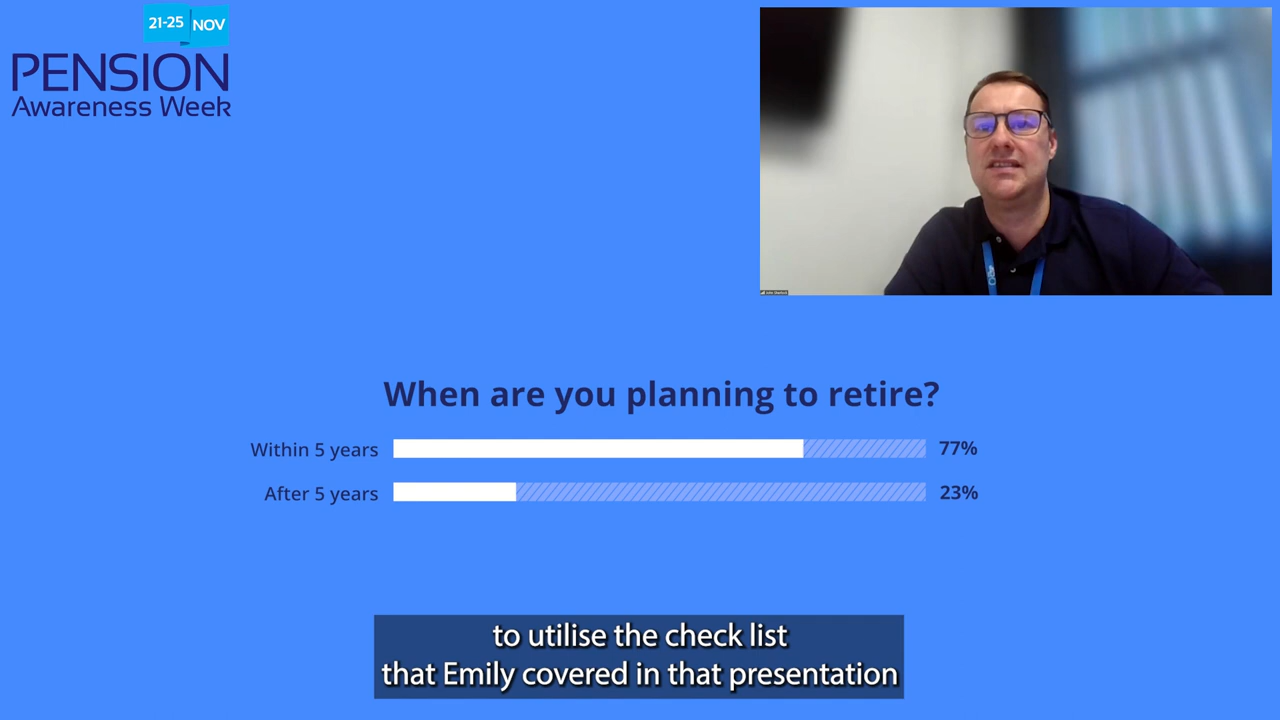 21-25 NOV
PENSION
Awareness Week
When are you planning to retire?
Within 5 years 77%
After 5 years 23%
to utilise the check list
that Emily covered in that presentation